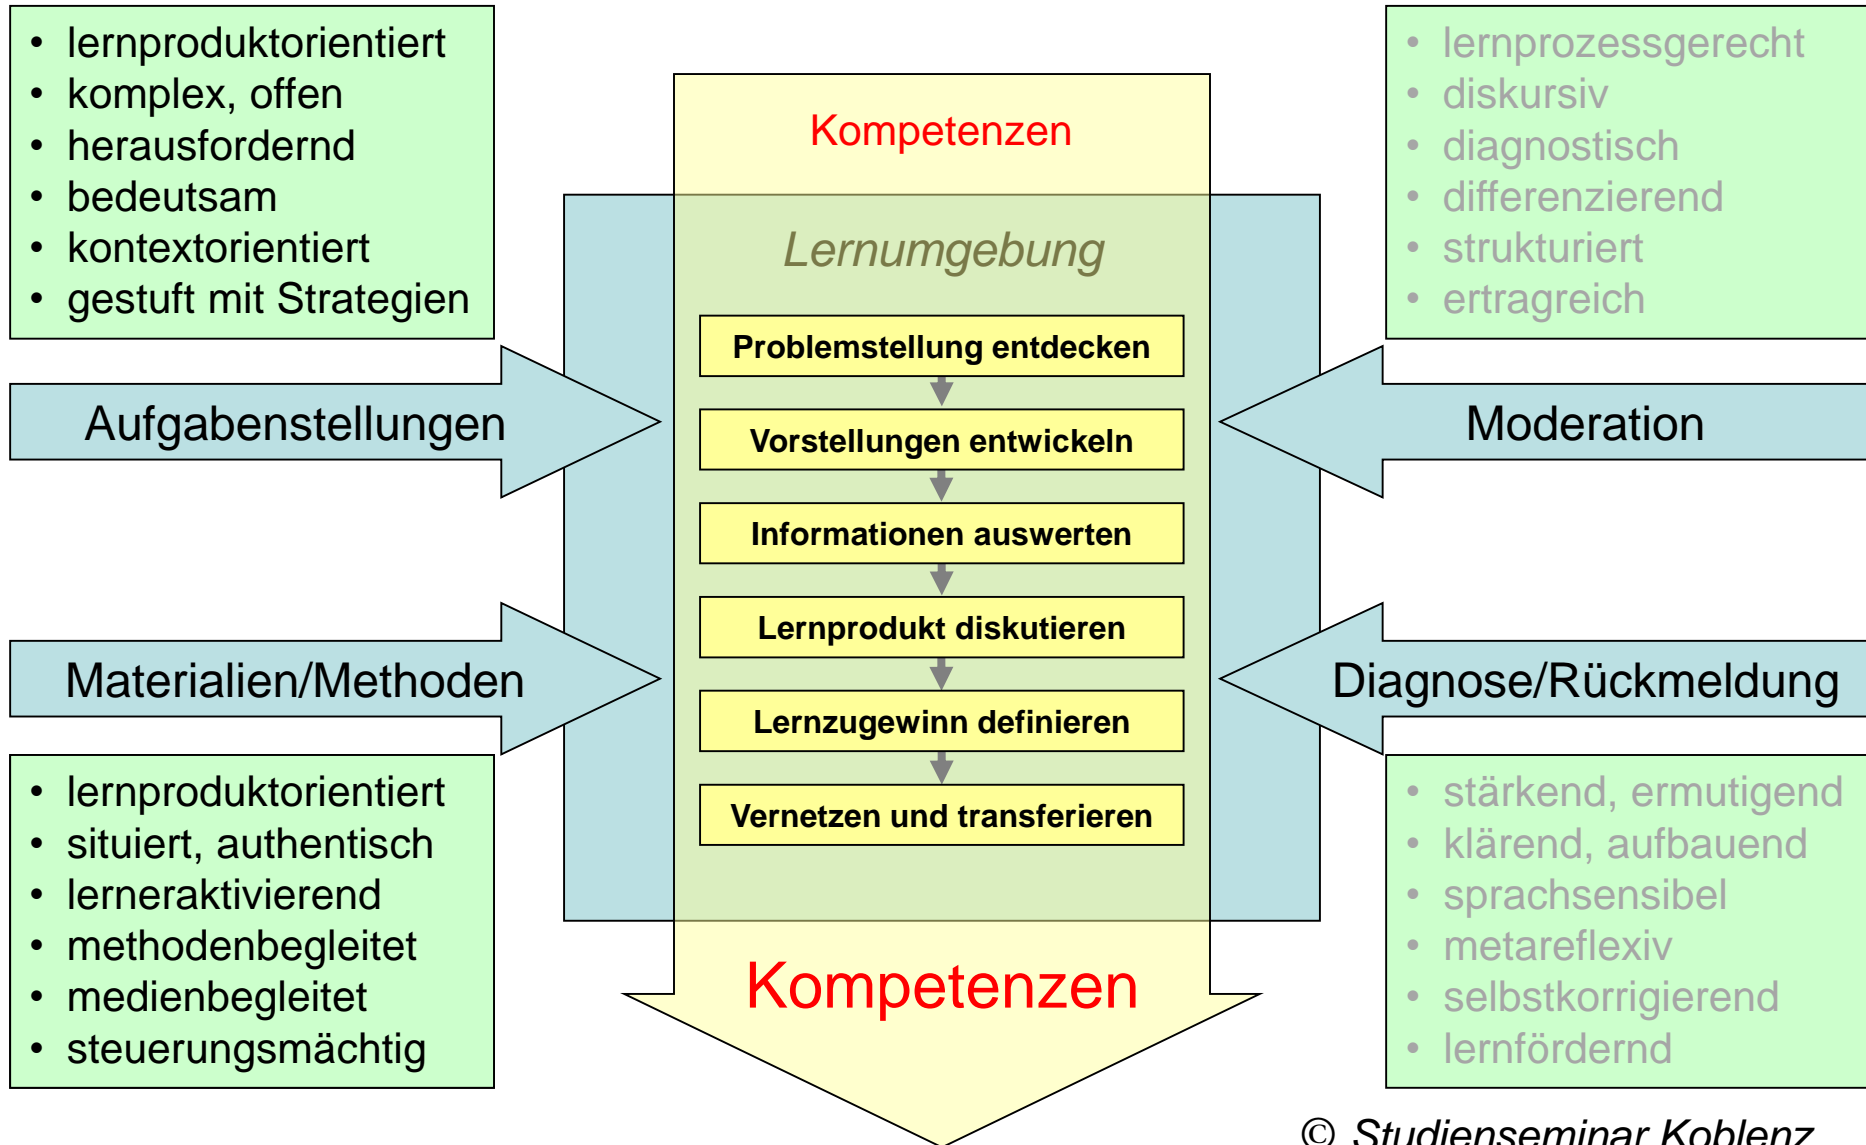 • lernproduktorientiert
• komplex, offen
• herausfordernd
• bedeutsam
• kontextorientiert
• gestuft mit Strategien
Aufgabenstellungen
Materialien/Methoden
• lernproduktorientiert
• situiert, authentisch
• lerneraktivierend
• methodenbegleitet
• medienbegleitet
• steuerungsmächtig
Kompetenzen
Lernumgebung
Problemstellung entdecken
Vorstellungen entwickeln
Informationen auswerten
Lernprodukt diskutieren
Lernzugewinn definieren
Vernetzen und transferieren
Kompetenzen
• lernprozessgerecht
• diskursiv
• diagnostisch
• differenzierend
• strukturiert
• ertragreich
Moderation
Diagnose/Rückmeldung
• stärkend, ermutigend
• klärend, aufbauend
• sprachsensibel
• metareflexiv
• selbstkorrigierend
• lernfördernd
© Studienseminar Koblenz